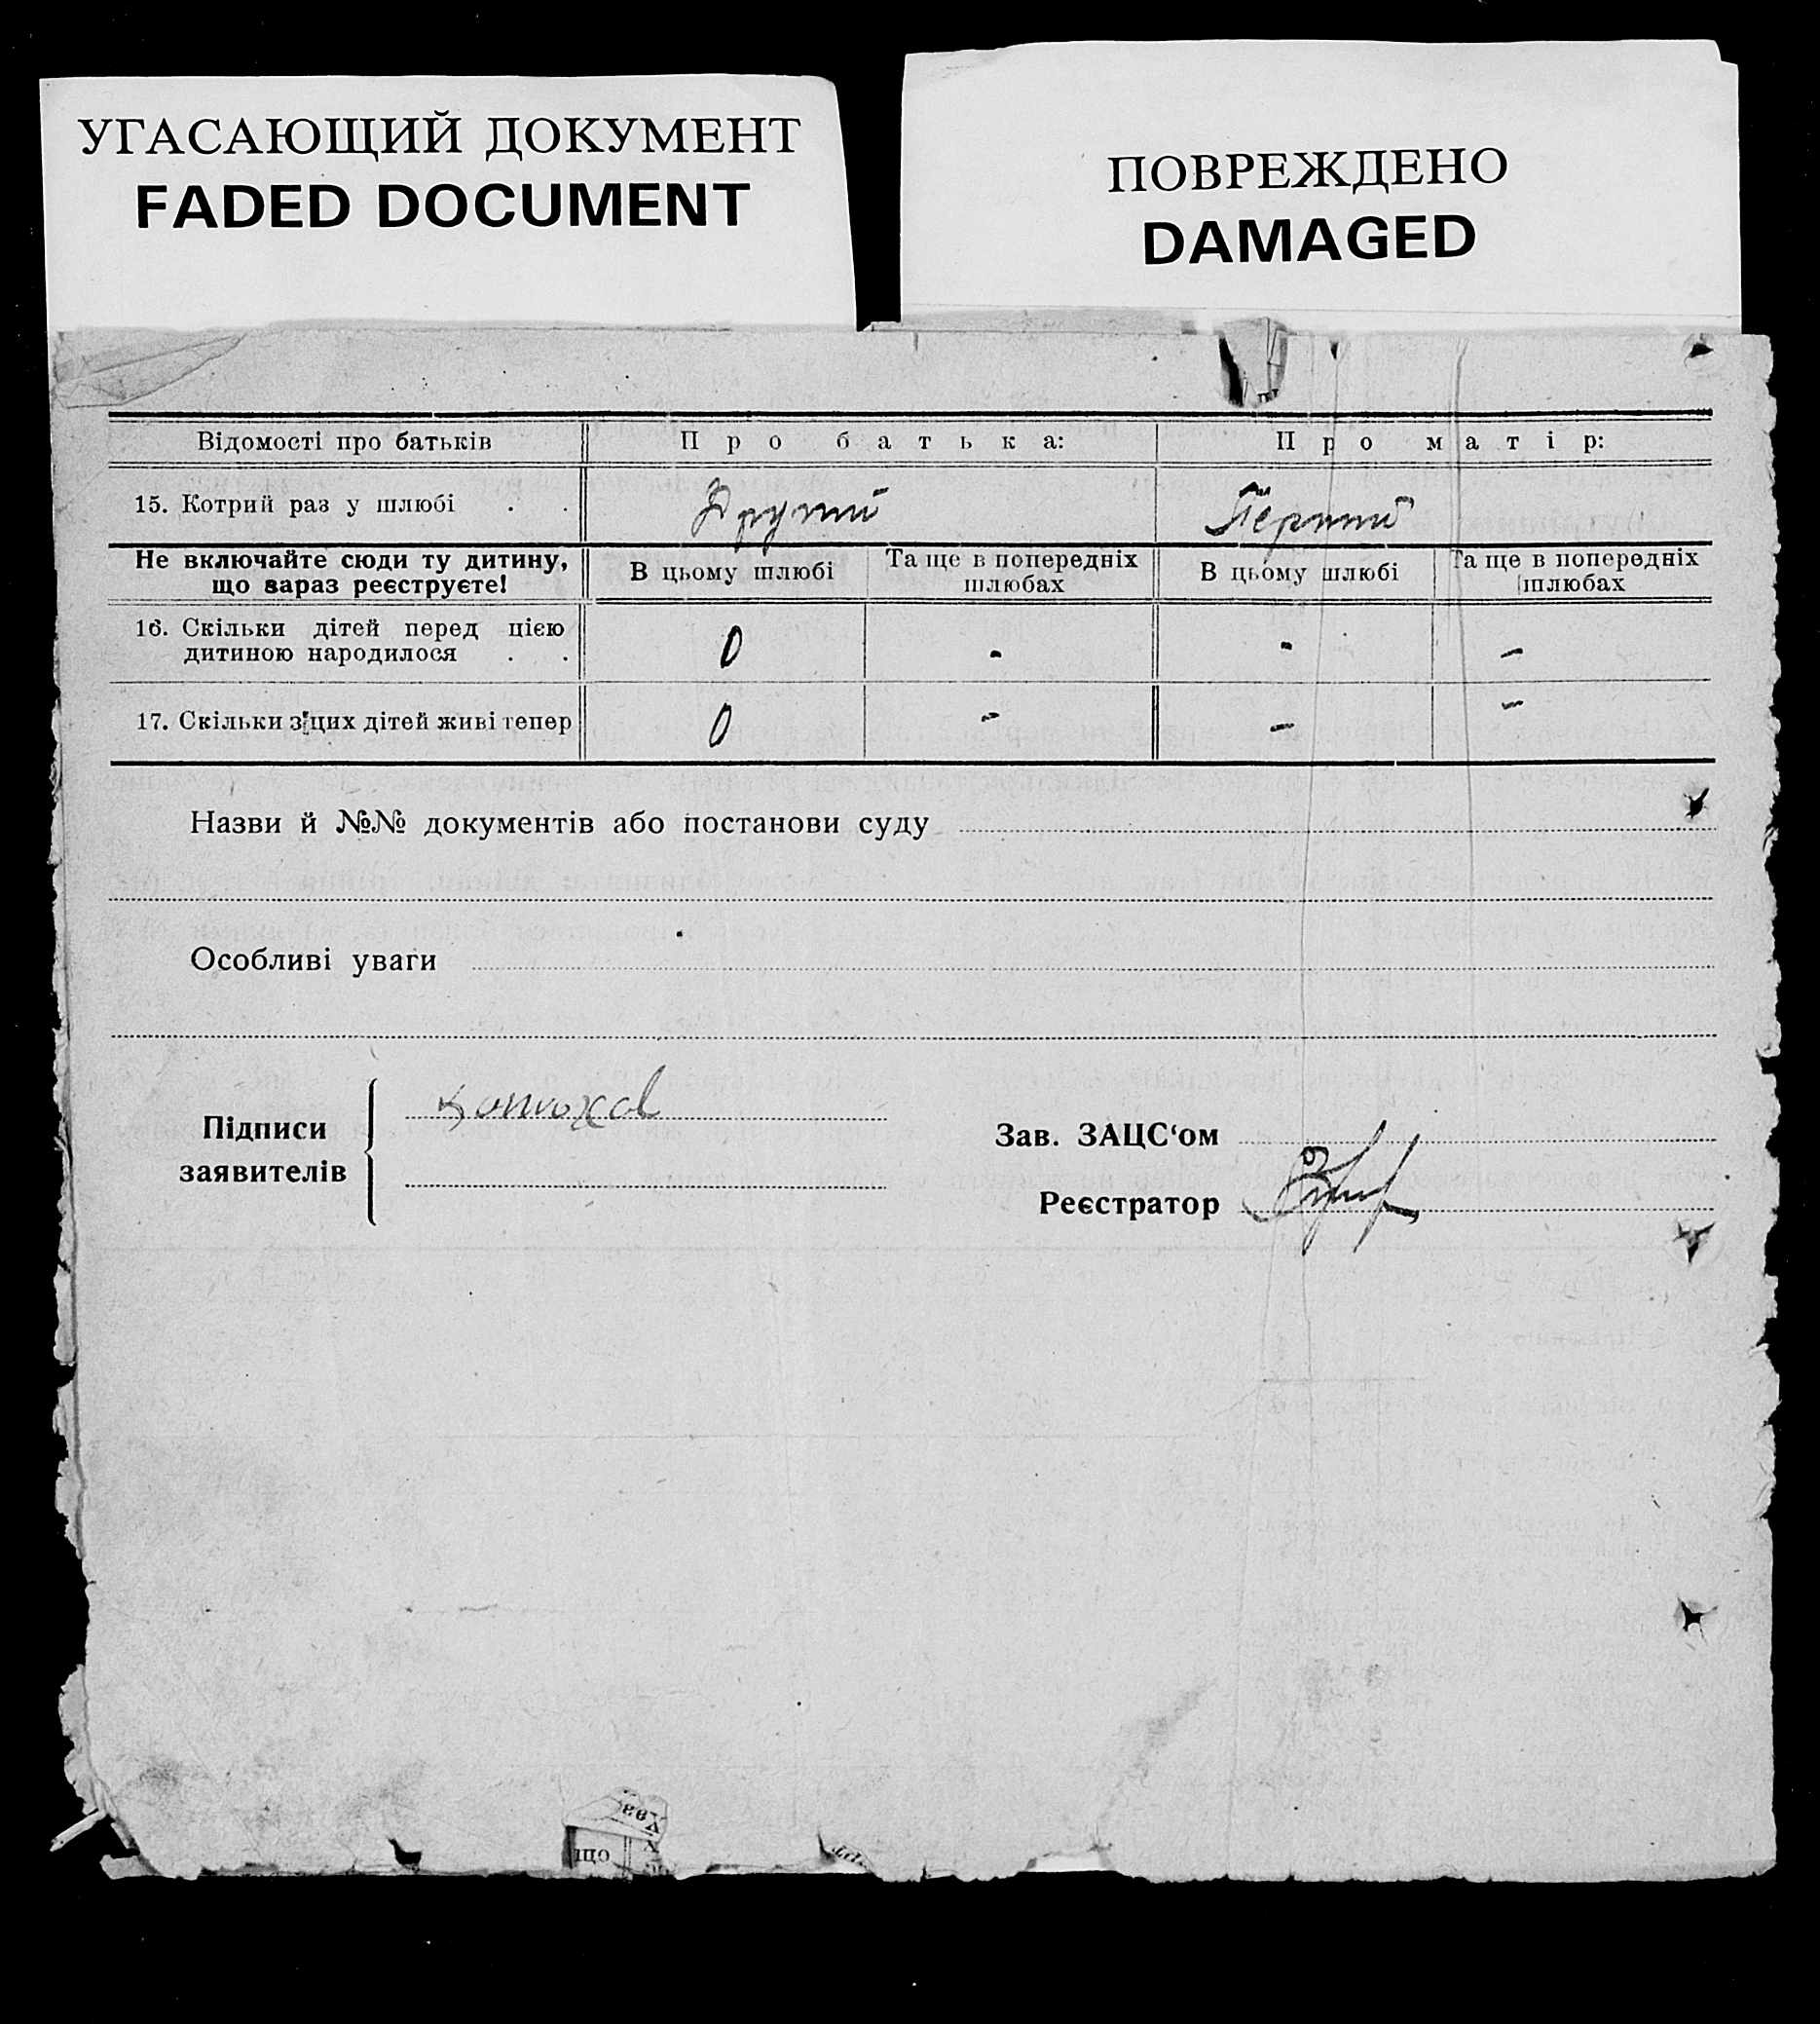 УГАСАЮЩИЙ ДОКУМЕНТ
FADED DOCUMENT
ПОВРЕЖДЕНО
DAMAGED
Відомості про батьків Про батька: Про матір:
15. Котрий раз у шлюбі . . Другий Перший
Не включайте сюди ту дитину, що зараз реєструєте! В цьому шлюбі Та ще в попередніх шлюбах В цьому шлюбі Та ще в попередніх шлюбах
16. Скільки дітей перед цією
дитиною народилося . . 0 - - -
17. Скільки з цих дітей живі тепер 0 - - -
Назви й №№ документів або постанови суду
Особливі уваги
Підписи
заявителів
Зав. ЗАЦС‘ом
Реєстратор
що